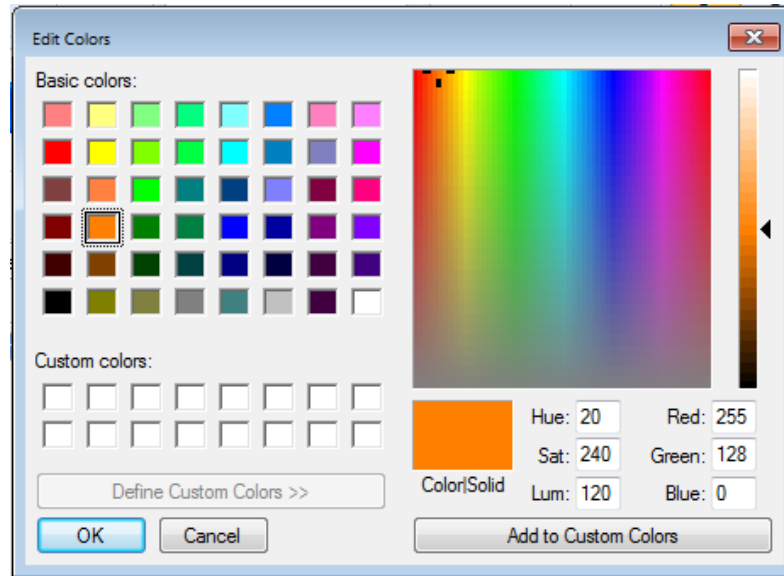 Edit Colors
Basic colors:
Custom colors:
Define Custom Colors >>
OK Cancel
Color|Solid
Hue: 20 Red: 255
Sat: 240 Green: 128
Lum: 120 Blue: 0
Add to Custom Colors